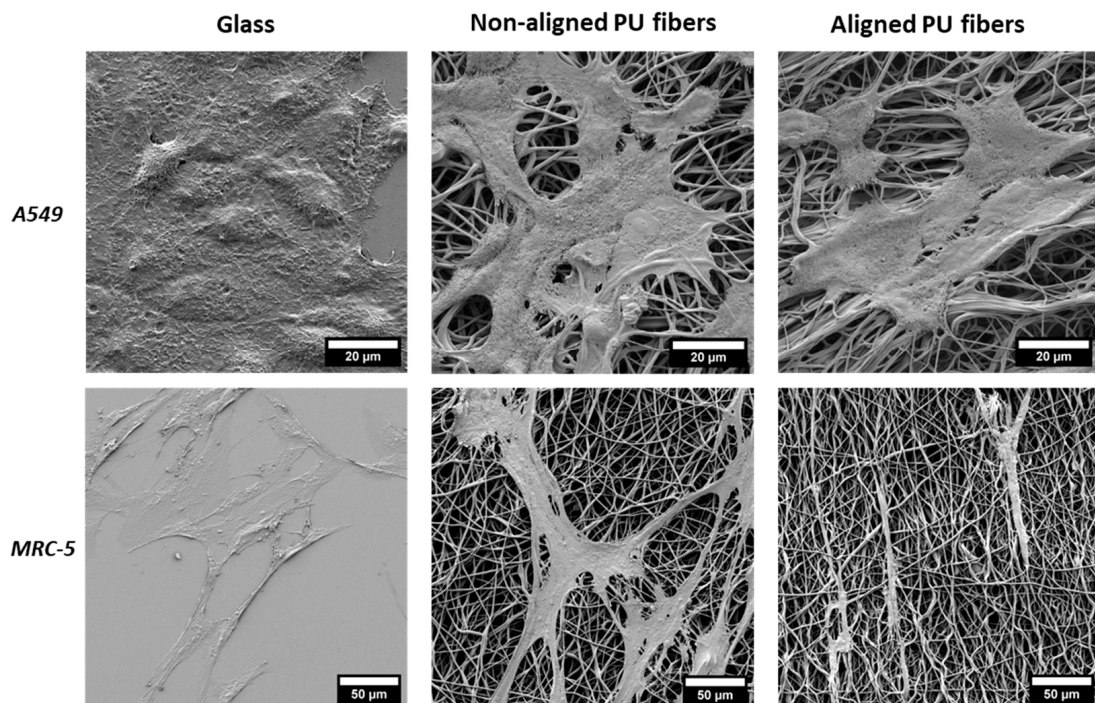 Glass
Non-aligned PU fibers
Aligned PU fibers
A549
20 µm
20 µm
20 µm
MRC-5
50 µm
50 µm
50 µm